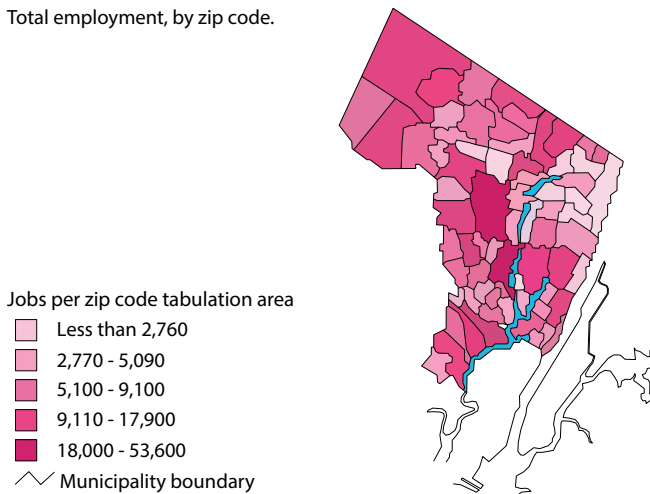 Total employment, by zip code.
Jobs per zip code tabulation area
Less than 2,760
2,770 - 5,090
5,100 - 9,100
9,110 - 17,900
18,000 - 53,600
Municipality boundary